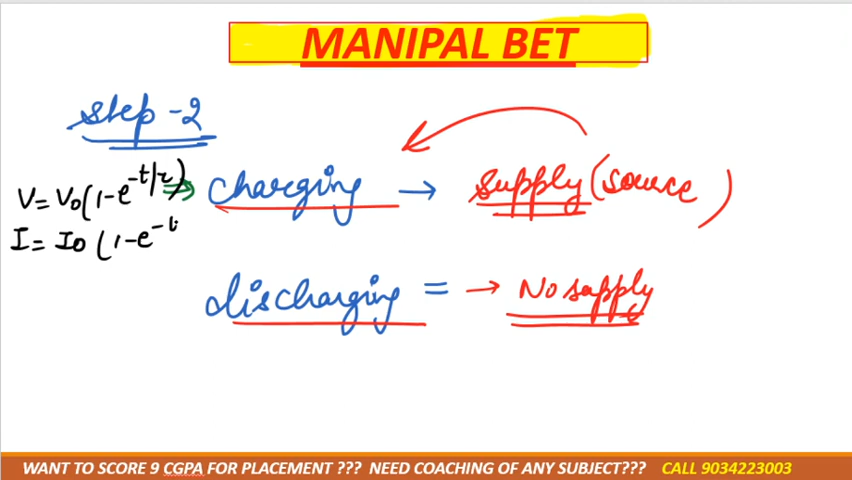 MANIPAL BET
Step-2
V = V0(1-e^-t/τ) ⇒ charging → supply (source)
I = I0 (1-e^-t
discharging = → No supply
WANT TO SCORE 9 CGPA FOR PLACEMENT ??? NEED COACHING OF ANY SUBJECT??? CALL 9034223003